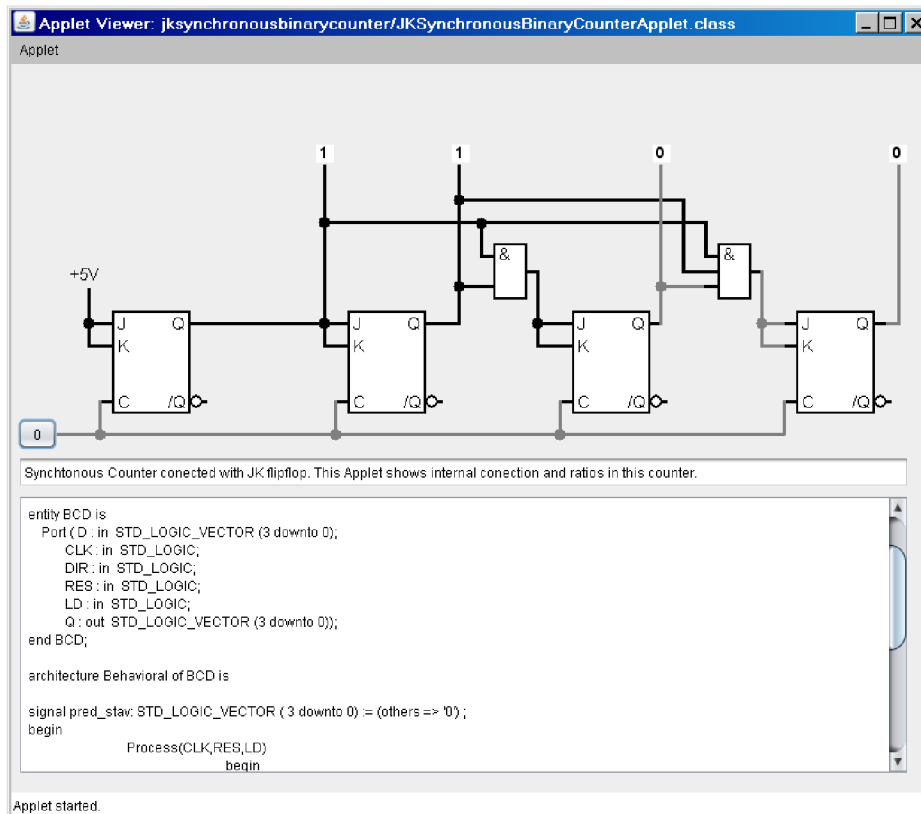 Applet Viewer: jksynchronousbinarycounter/JKSynchronousBinaryCounterApplet.class
Applet
1 1 0 0
& &
+5V
J Q J Q J Q J Q
K K K K
C /Q C /Q C /Q C /Q
0
Synchtonous Counter conected with JK flipflop. This Applet shows internal conection and ratios in this counter.
entity BCD is
Port ( D : in STD_LOGIC_VECTOR (3 downto 0);
CLK : in STD_LOGIC;
DIR : in STD_LOGIC;
RES : in STD_LOGIC;
LD : in STD_LOGIC;
Q : out STD_LOGIC_VECTOR (3 downto 0));
end BCD;
architecture Behavioral of BCD is
signal pred_stav: STD_LOGIC_VECTOR ( 3 downto 0) := (others => '0') ;
begin
Process(CLK,RES,LD)
begin
Applet started.